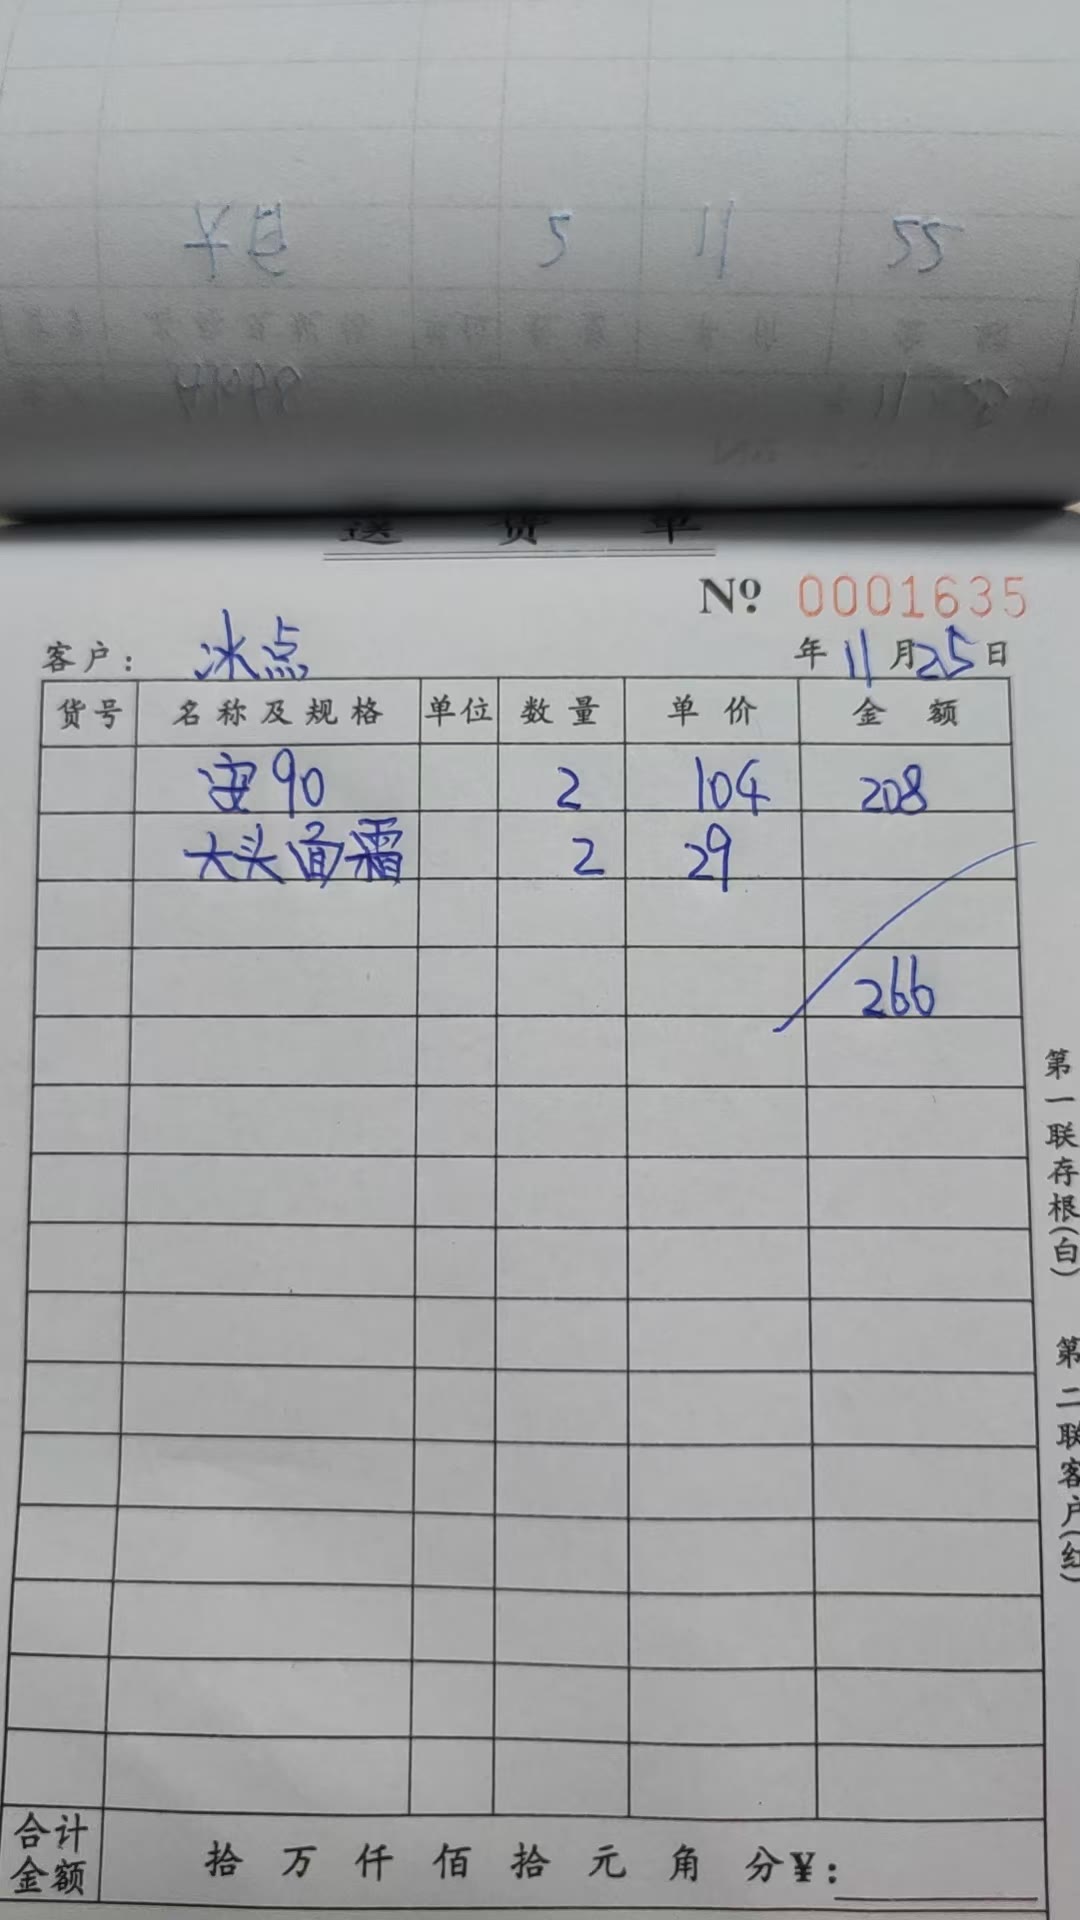 5 11 55
送货单
№ 0001635
客户: 冰点 年 11 月 25 日
货号 名称及规格 单位 数量 单价 金额
安90 2 104 208
大头面霜 2 29
266
合计金额 拾 万 仟 佰 拾 元 角 分¥:
第一联存根(白) 第二联客户(红)